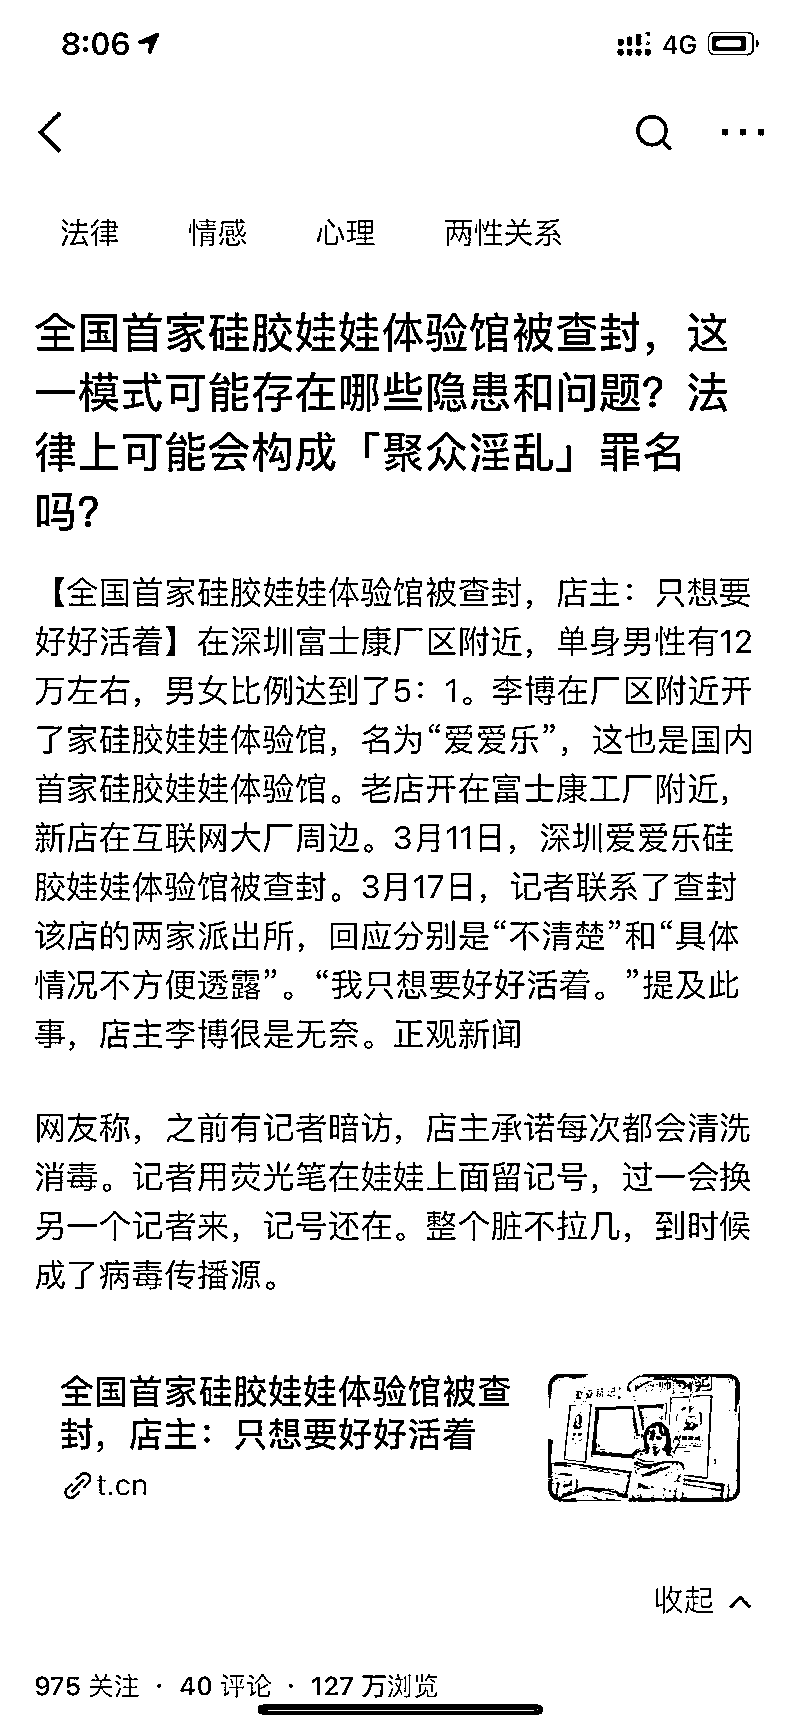 8:06 4G
法律 情感 心理 两性关系
全国首家硅胶娃娃体验馆被查封，这
一模式可能存在哪些隐患和问题？法
律上可能会构成「聚众淫乱」罪名
吗？
【全国首家硅胶娃娃体验馆被查封，店主：只想要
好好活着】在深圳富士康厂区附近，单身男性有12
万左右，男女比例达到了5：1。李博在厂区附近开
了家硅胶娃娃体验馆，名为“爱爱乐”，这也是国内
首家硅胶娃娃体验馆。老店开在富士康工厂附近，
新店在互联网大厂周边。3月11日，深圳爱爱乐硅
胶娃娃体验馆被查封。3月17日，记者联系了查封
该店的两家派出所，回应分别是“不清楚”和“具体
情况不方便透露”。“我只想要好好活着。”提及此
事，店主李博很是无奈。正观新闻
网友称，之前有记者暗访，店主承诺每次都会清洗
消毒。记者用荧光笔在娃娃上面留记号，过一会换
另一个记者来，记号还在。整个脏不拉几，到时候
成了病毒传播源。
全国首家硅胶娃娃体验馆被查
封，店主：只想要好好活着
t.cn
收起
975 关注 · 40 评论 · 127 万浏览